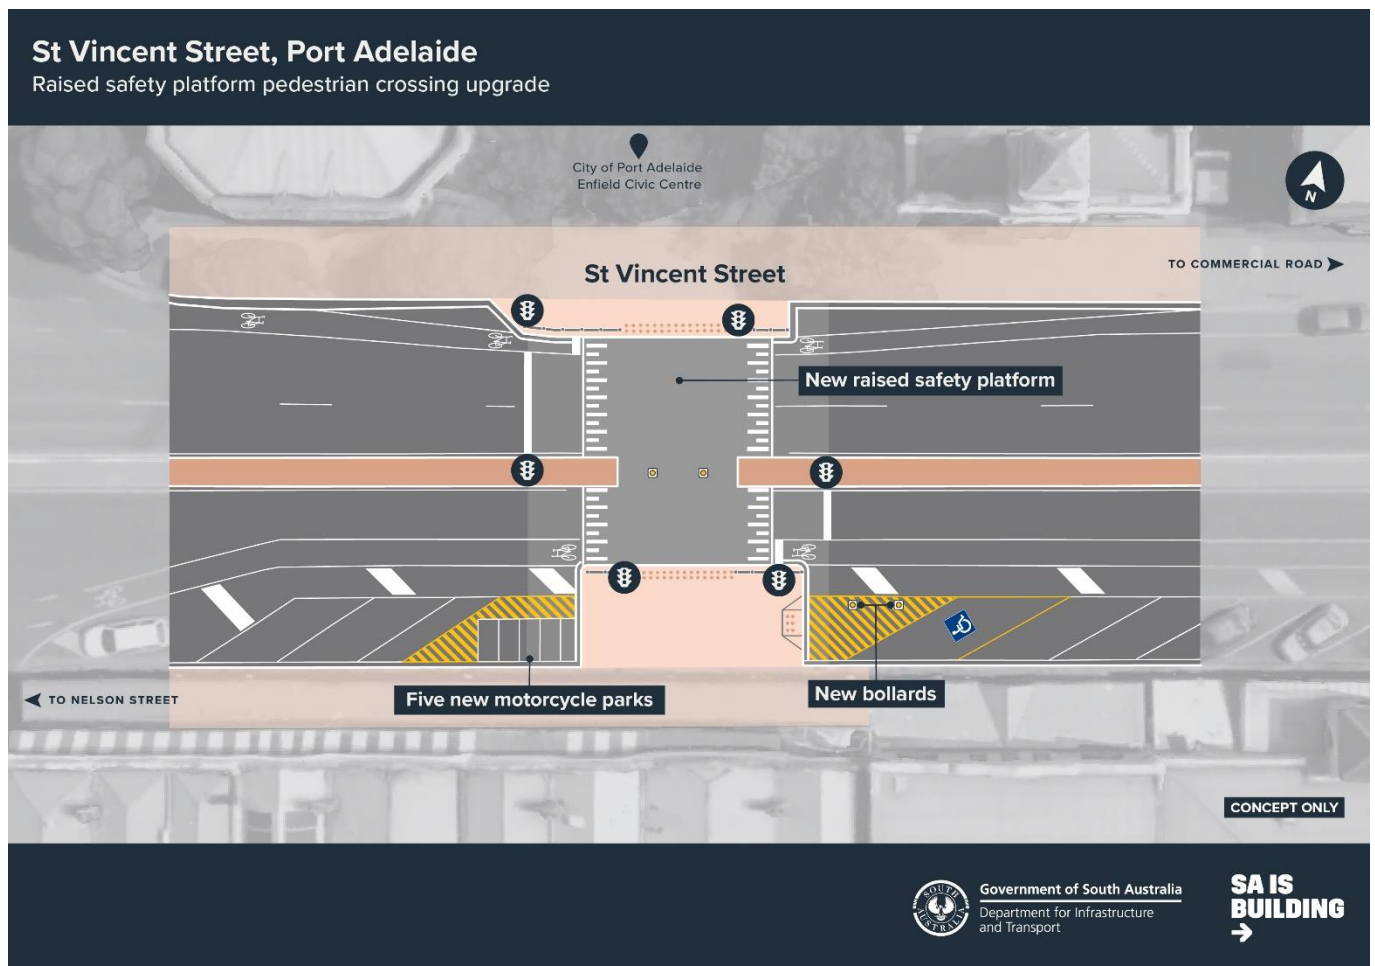 St Vincent Street, Port Adelaide
Raised safety platform pedestrian crossing upgrade
City of Port Adelaide
Enfield Civic Centre
N
TO COMMERCIAL ROAD
St Vincent Street
New raised safety platform
Five new motorcycle parks
New bollards
TO NELSON STREET
CONCEPT ONLY
SOUTH AUSTRALIA
Government of South Australia
Department for Infrastructure
and Transport
SA IS
BUILDING